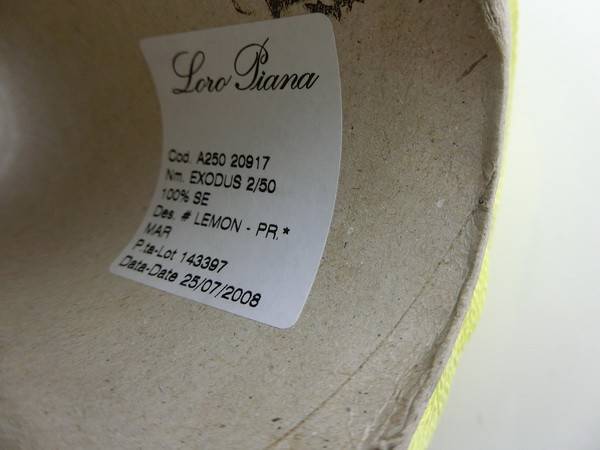 Loro Piana
Cod. A250 20917
Nm. EXODUS 2/50
100% SE
Des. # LEMON - PR.*
MAR
P.ta-Lot 143397
Data-Date 25/07/2008